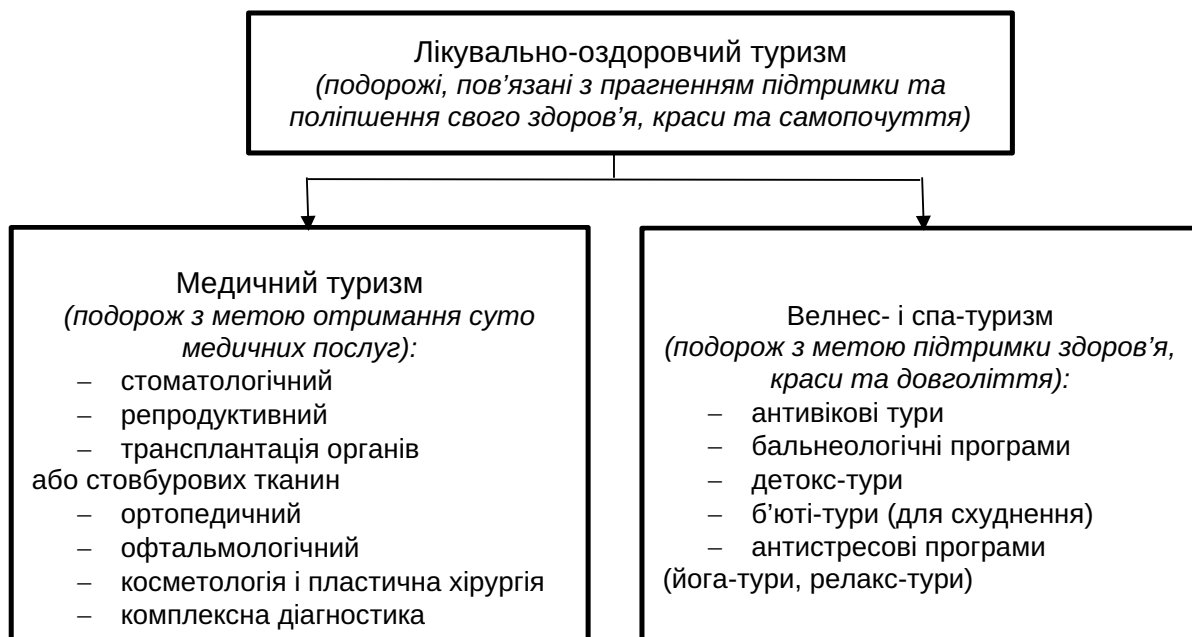 Лікувально-оздоровчий туризм
(подорожі, пов’язані з прагненням підтримки та
поліпшення свого здоров’я, краси та самопочуття)
Медичний туризм
(подорож з метою отримання суто
медичних послуг):
– стоматологічний
– репродуктивний
– трансплантація органів
або стовбурових тканин
– ортопедичний
– офтальмологічний
– косметологія і пластична хірургія
– комплексна діагностика
Велнес- і спа-туризм
(подорож з метою підтримки здоров’я,
краси та довголіття):
– антивікові тури
– бальнеологічні програми
– детокс-тури
– б’юті-тури (для схуднення)
– антистресові програми
(йога-тури, релакс-тури)